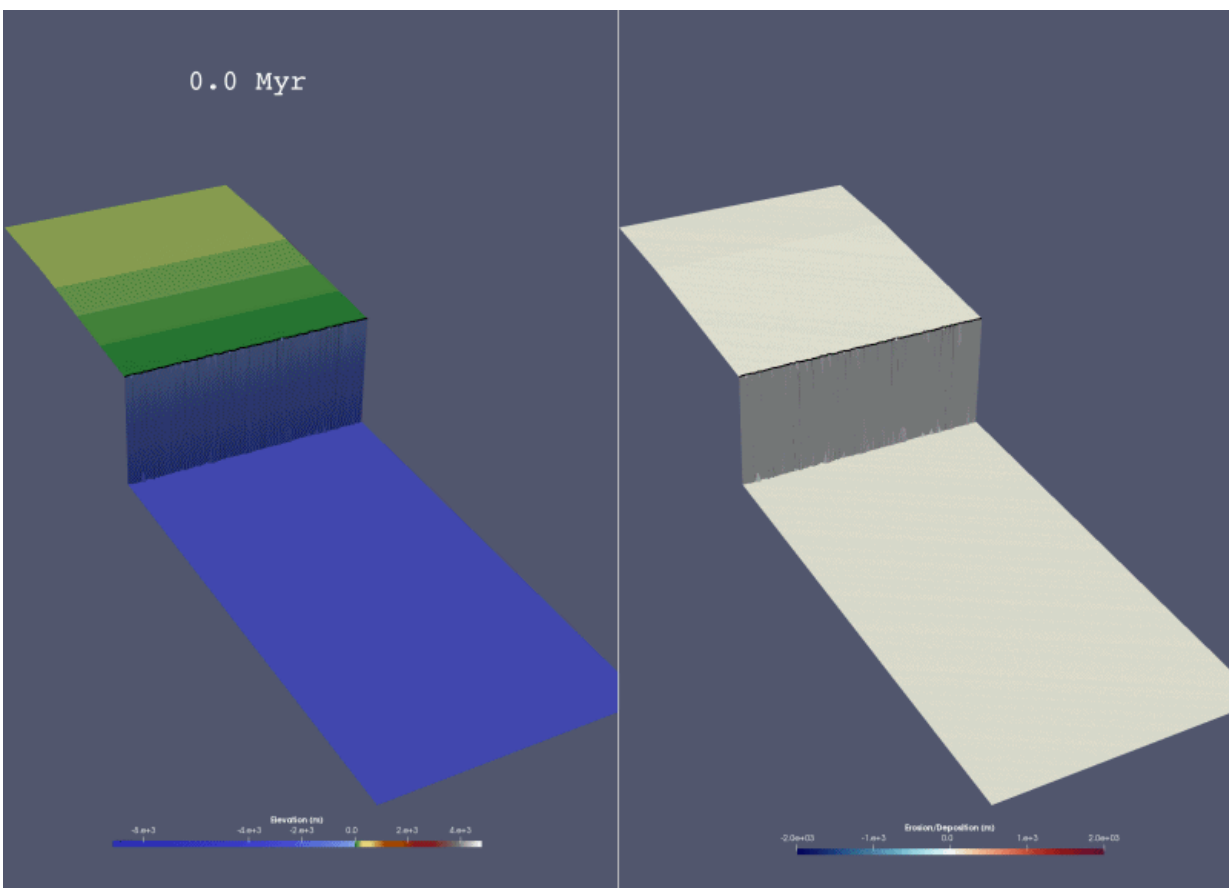 0.0 Myr
Elevation (m)
-8.e+3 -4.e+3 -2.e+3 0.0 2.e+3 4.e+3
Erosion/Deposition (m)
-2.0e+03 -1.e+3 0.0 1.e+3 2.0e+03